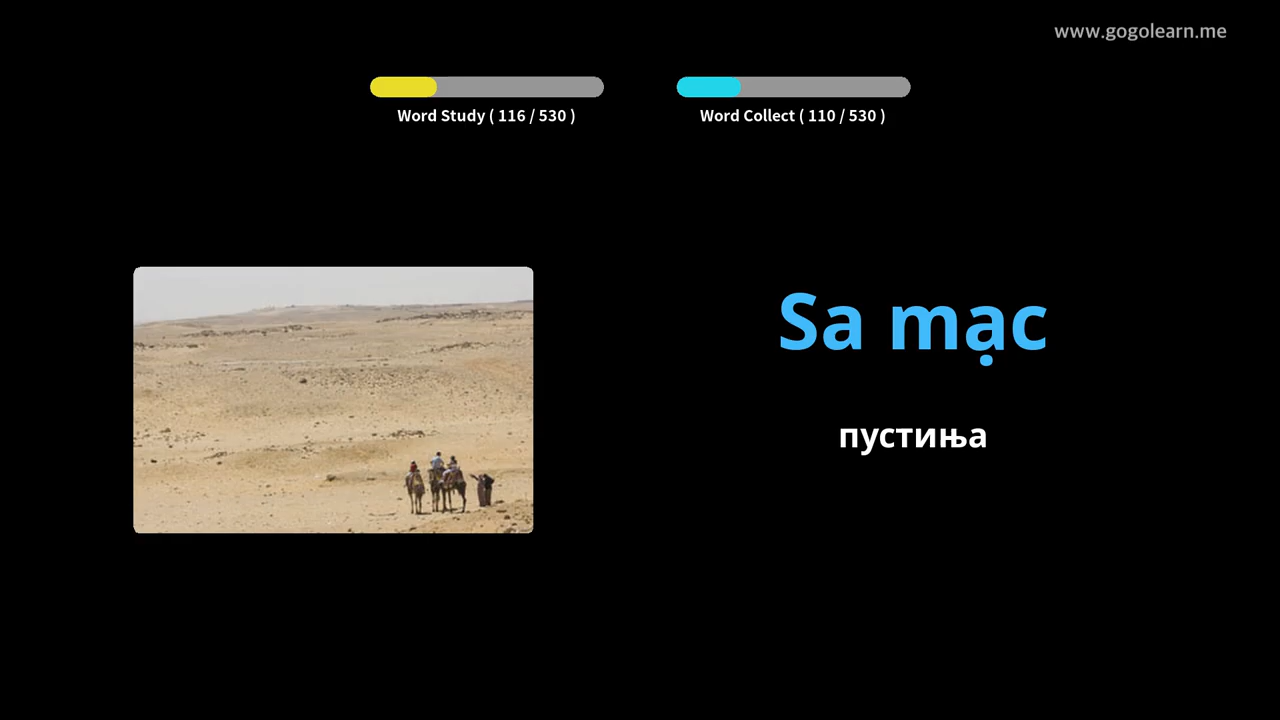 www.gogolearn.me
Word Study ( 116 / 530 )
Word Collect ( 110 / 530 )
Sa mạc
пустиња